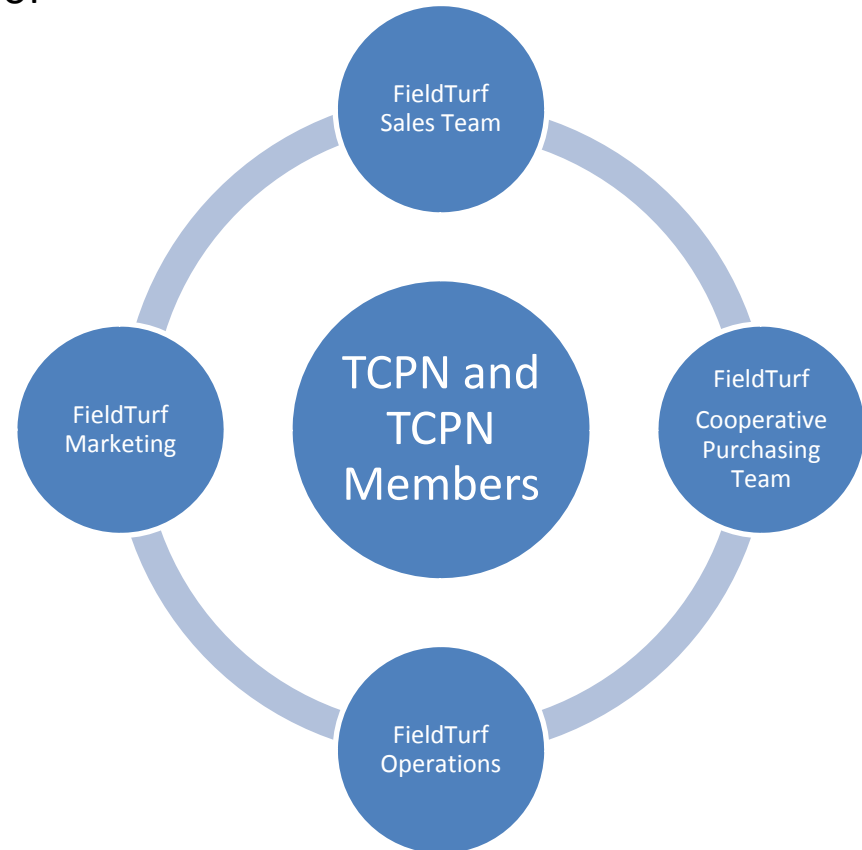 FieldTurf
Sales Team
TCPN and
TCPN
Members
FieldTurf
Marketing
FieldTurf
Cooperative
Purchasing
Team
FieldTurf
Operations